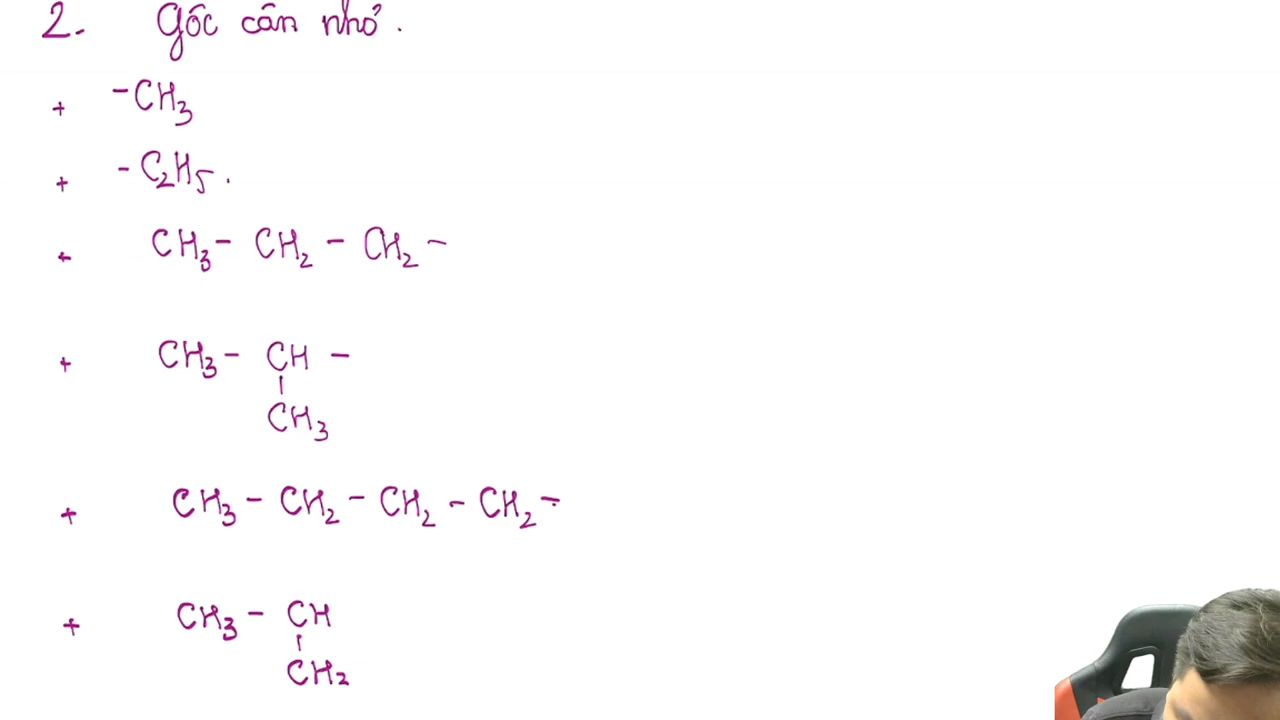 2. Gốc cần nhớ.
+ -CH3
+ -C2H5.
+ CH3 - CH2 - CH2 -
+ CH3 - CH -
CH3
+ CH3 - CH2 - CH2 - CH2 -
+ CH3 - CH
CH2